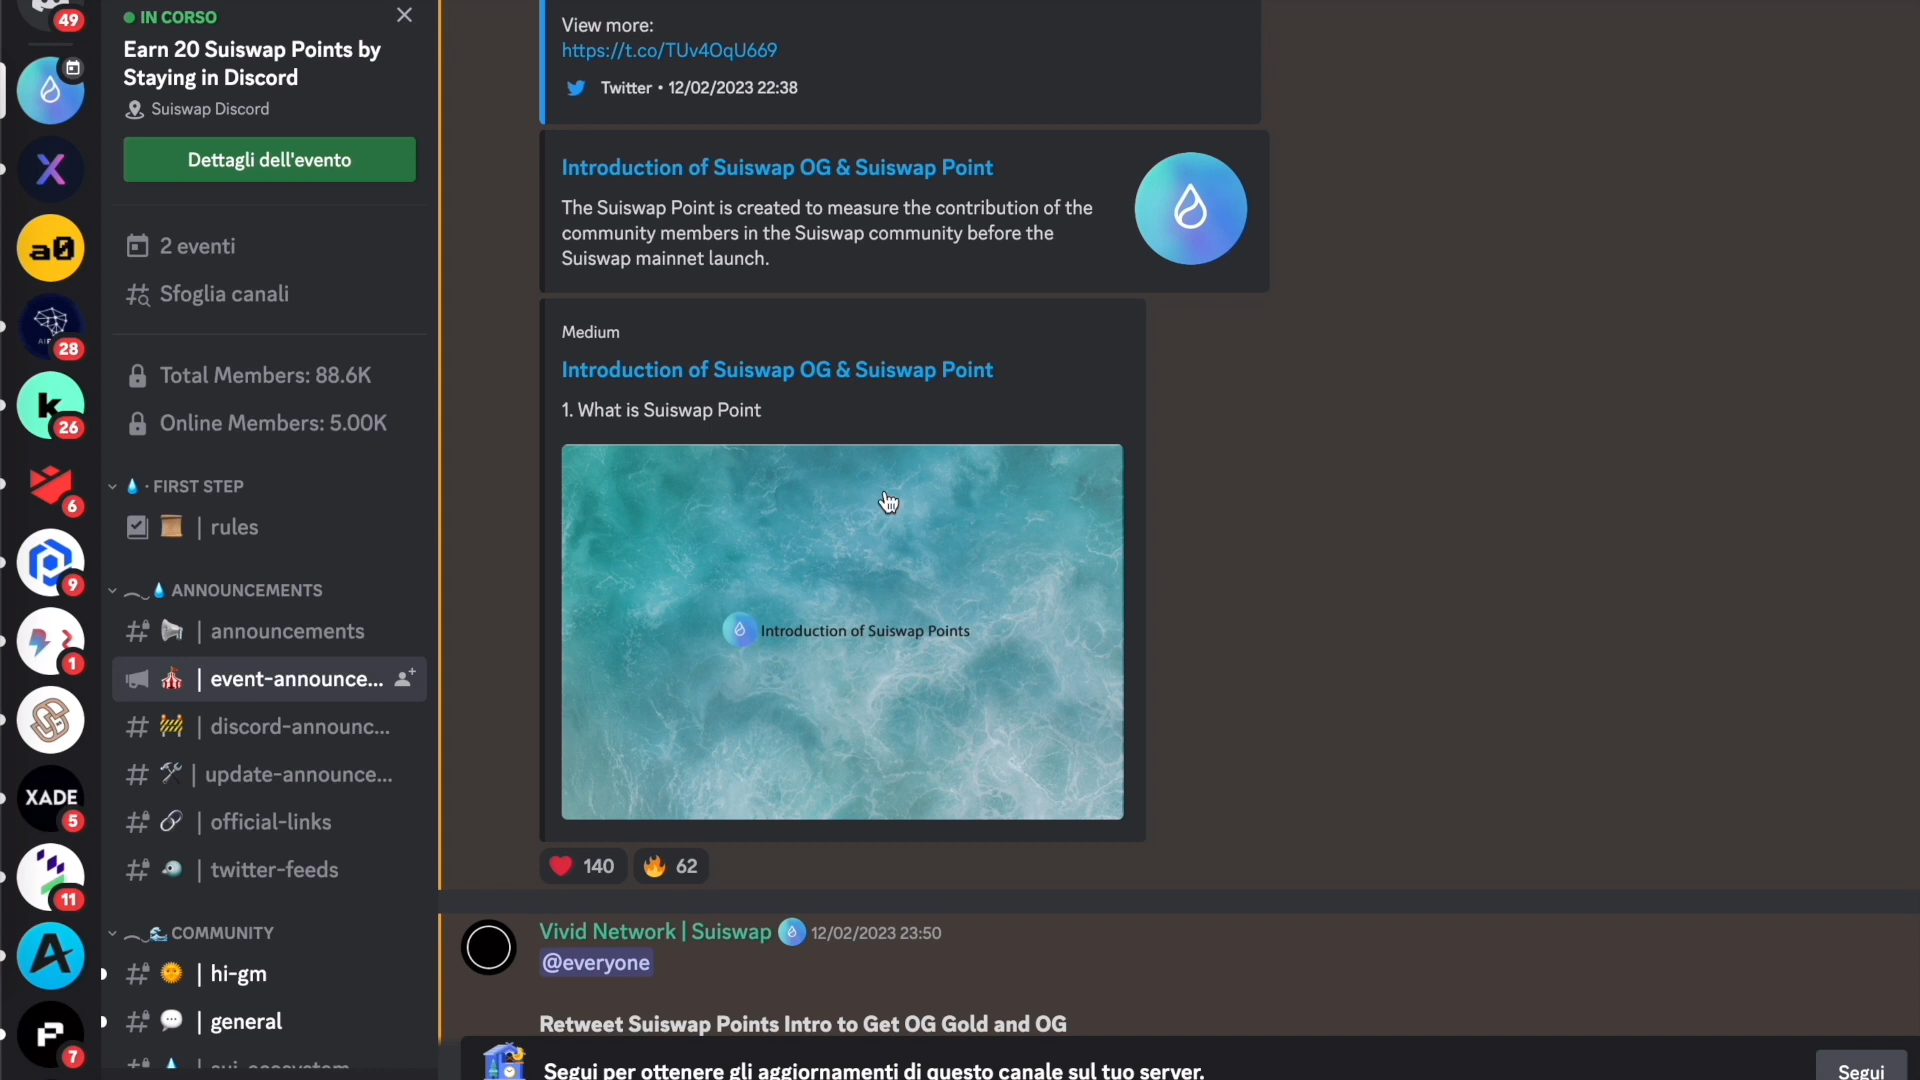 49
IN CORSO
Earn 20 Suiswap Points by
Staying in Discord
Suiswap Discord
Dettagli dell'evento
2 eventi
Sfoglia canali
Total Members: 88.6K
Online Members: 5.00K
FIRST STEP
| rules
ANNOUNCEMENTS
| announcements
| event-announce...
| discord-announc...
| update-announce...
| official-links
| twitter-feeds
COMMUNITY
| hi-gm
| general
X
a0
28
k
26
6
9
1
XADE
5
11
A
7
View more:
https://t.co/TUv4OqU669
Twitter • 12/02/2023 22:38
Introduction of Suiswap OG & Suiswap Point
The Suiswap Point is created to measure the contribution of the
community members in the Suiswap community before the
Suiswap mainnet launch.
Medium
Introduction of Suiswap OG & Suiswap Point
1. What is Suiswap Point
Introduction of Suiswap Points
140
62
Vivid Network | Suiswap 12/02/2023 23:50
@everyone
Retweet Suiswap Points Intro to Get OG Gold and OG
Segui per ottenere gli aggiornamenti di questo canale sul tuo server.
Segui